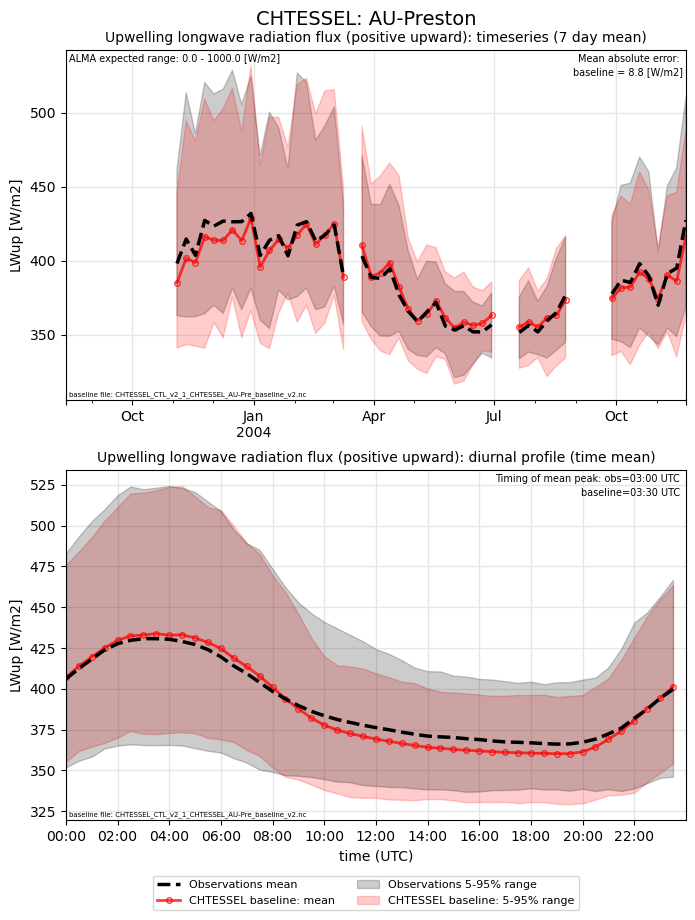 CHTESSEL: AU-Preston
Upwelling longwave radiation flux (positive upward): timeseries (7 day mean)
ALMA expected range: 0.0 - 1000.0 [W/m2]
Mean absolute error:
baseline = 8.8 [W/m2]
500
450
400
350
LWup [W/m2]
baseline file: CHTESSEL_CTL_v2_1_CHTESSEL_AU-Pre_baseline_v2.nc
Oct Jan Apr Jul Oct
2004
Upwelling longwave radiation flux (positive upward): diurnal profile (time mean)
Timing of mean peak: obs=03:00 UTC
baseline=03:30 UTC
525
500
475
450
425
400
375
350
325
LWup [W/m2]
baseline file: CHTESSEL_CTL_v2_1_CHTESSEL_AU-Pre_baseline_v2.nc
00:00 02:00 04:00 06:00 08:00 10:00 12:00 14:00 16:00 18:00 20:00 22:00
time (UTC)
Observations mean
CHTESSEL baseline: mean
Observations 5-95% range
CHTESSEL baseline: 5-95% range